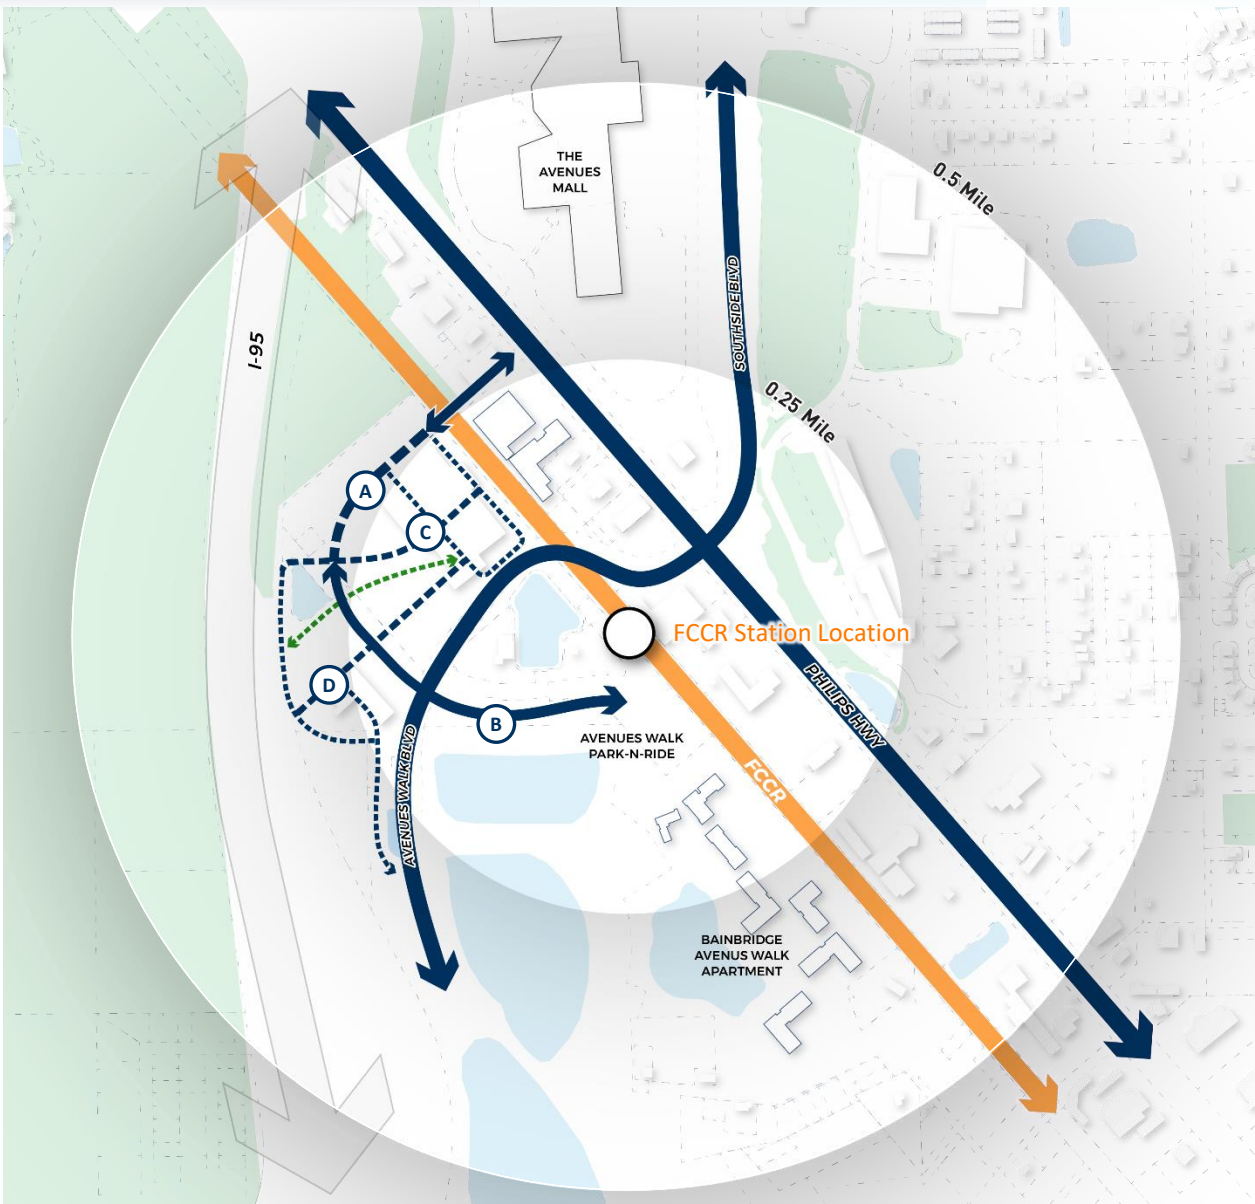 THE
AVENUES
MALL
0.5 Mile
SOUTHSIDE BLVD
I-95
0.25 Mile
A
C
FCCR Station Location
D
B
PHILIPS HWY
AVENUES WALK
PARK-N-RIDE
AVENUES WALK BLVD
FCCR
BAINBRIDGE
AVENUS WALK
APARTMENT